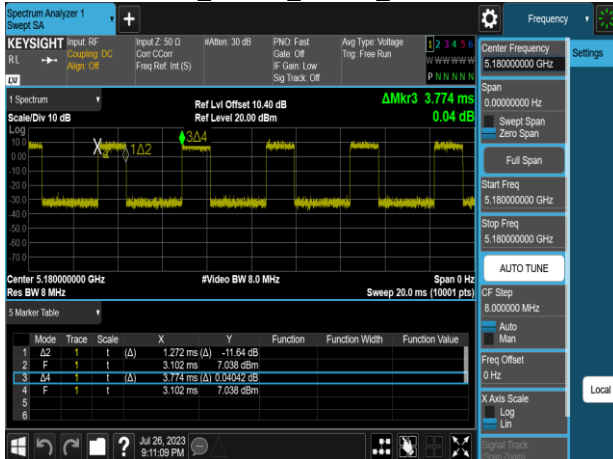 Spectrum Analyzer 1
Swept SA
Frequency
KEYSIGHT
RL
LXI
Input: RF
Coupling: DC
Align: Off
Input Z: 50 Ω
Corr CCorr
Freq Ref: Int (S)
#Atten: 30 dB
PNO: Fast
Gate: Off
IF Gain: Low
Sig Track: Off
Avg Type: Voltage
Trig: Free Run
1 2 3 4 5 6
W W W W W W
P N N N N N
1 Spectrum
Scale/Div 10 dB
Ref Lvl Offset 10.40 dB
Ref Level 20.00 dBm
ΔMkr3 3.774 ms
0.04 dB
Log
10.0
0.00
-10.0
-20.0
-30.0
-40.0
-50.0
-60.0
-70.0
X
1Δ2
3Δ4
Center 5.180000000 GHz
Res BW 8 MHz
#Video BW 8.0 MHz
Span 0 Hz
Sweep 20.0 ms (10001 pts)
5 Marker Table
Mode Trace Scale X Y Function Function Width Function Value
1 Δ2 1 t (Δ) 1.272 ms (Δ) -11.64 dB
2 F 1 t 3.102 ms 7.038 dBm
3 Δ4 1 t (Δ) 3.774 ms (Δ) 0.04042 dB
4 F 1 t 3.102 ms 7.038 dBm
5
6
Jul 26, 2023
9:11:09 PM
Center Frequency
5.180000000 GHz
Span
0.00000000 Hz
Swept Span
Zero Span
Full Span
Start Freq
5.180000000 GHz
Stop Freq
5.180000000 GHz
AUTO TUNE
CF Step
8.000000 MHz
Auto
Man
Freq Offset
0 Hz
X Axis Scale
Log
Lin
Signal Track
(Span Zoom)
Settings
Local